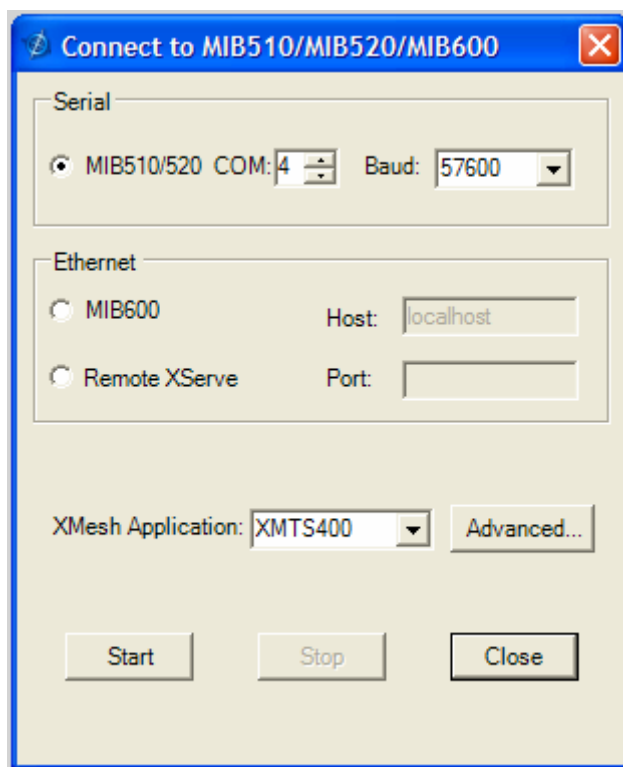 Connect to MIB510/MIB520/MIB600
Serial
MIB510/520 COM: 4 Baud: 57600
Ethernet
MIB600 Host: localhost
Remote XServe Port:
XMesh Application: XMTS400 Advanced...
Start Stop Close